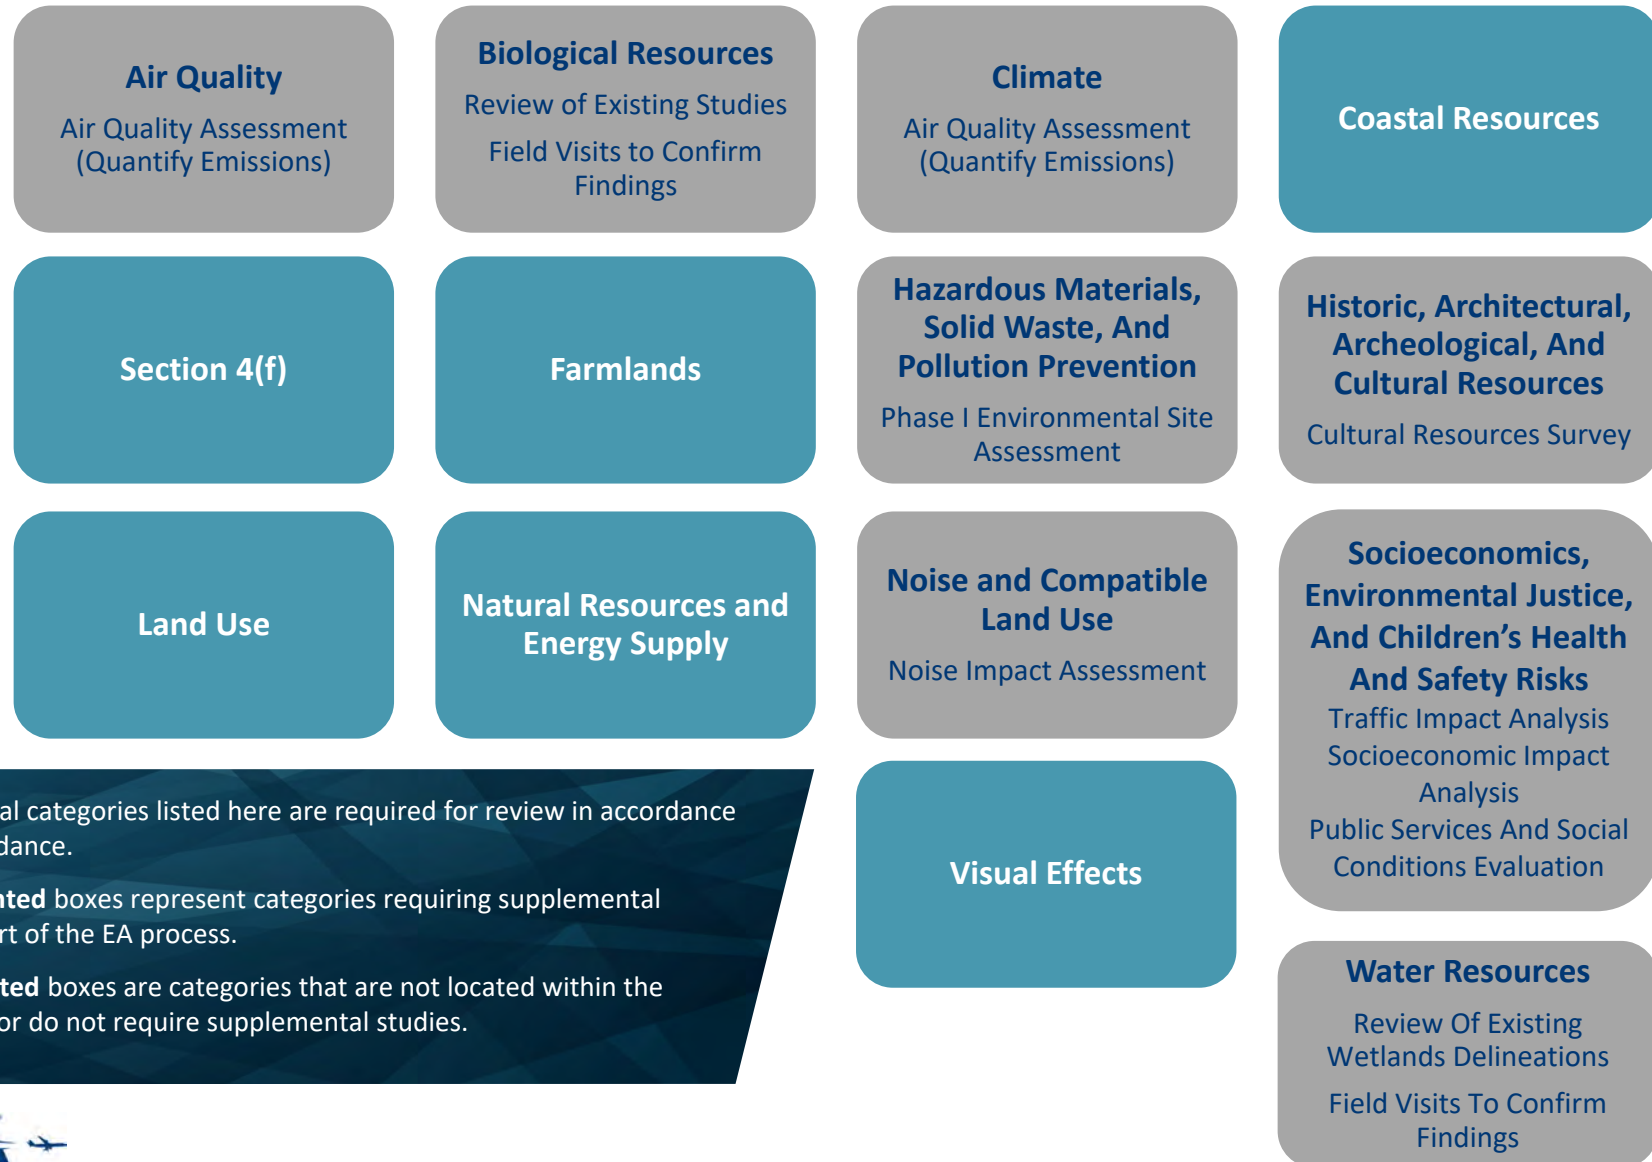 Air Quality
Air Quality Assessment
(Quantify Emissions)
Biological Resources
Review of Existing Studies
Field Visits to Confirm
Findings
Climate
Air Quality Assessment
(Quantify Emissions)
Coastal Resources
Section 4(f)
Farmlands
Hazardous Materials,
Solid Waste, And
Pollution Prevention
Phase I Environmental Site
Assessment
Historic, Architectural,
Archeological, And
Cultural Resources
Cultural Resources Survey
Land Use
Natural Resources and
Energy Supply
Noise and Compatible
Land Use
Noise Impact Assessment
Socioeconomics,
Environmental Justice,
And Children’s Health
And Safety Risks
Traffic Impact Analysis
Socioeconomic Impact
Analysis
Public Services And Social
Conditions Evaluation
Visual Effects
Water Resources
Review Of Existing
Wetlands Delineations
Field Visits To Confirm
Findings
categories listed here are required for review in accordance
boxes represent categories requiring supplemental
of the EA process.
boxes are categories that are not located within the
or do not require supplemental studies.